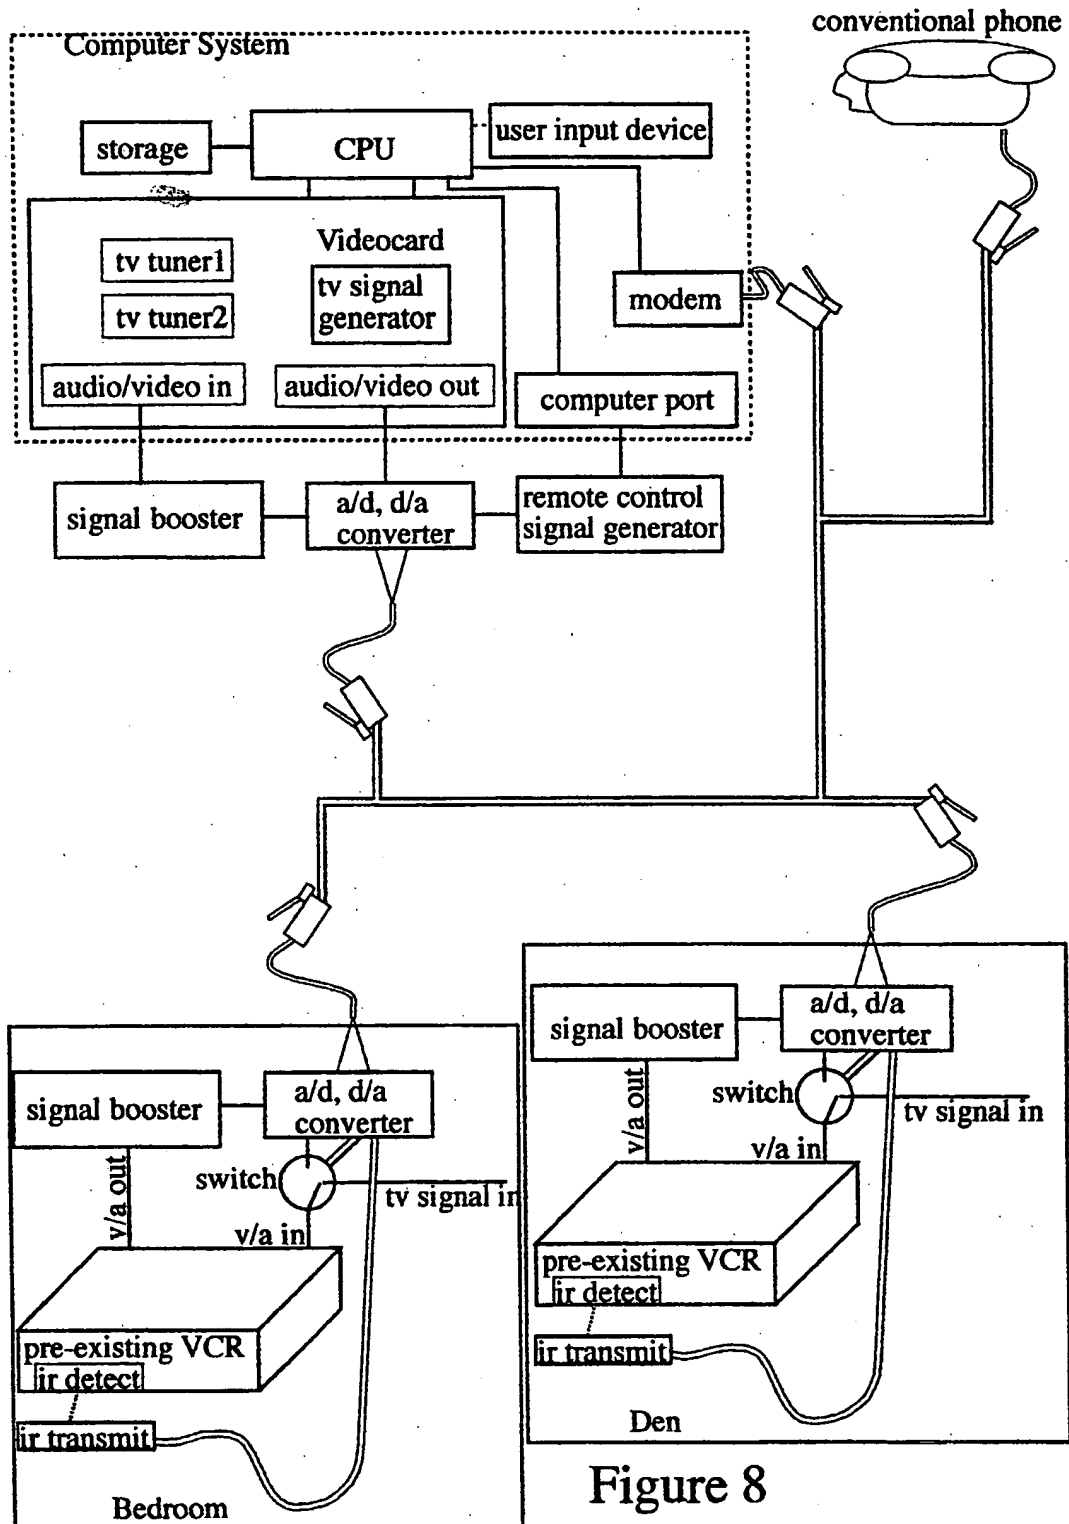 conventional phone
Computer System
storage
CPU
user input device
Videocard
tv tuner1
tv tuner2
tv signal
generator
modem
audio/video in
audio/video out
computer port
signal booster
a/d, d/a
converter
remote control
signal generator
signal booster
a/d, d/a
converter
switch
tv signal in
v/a out
v/a in
pre-existing VCR
ir detect
ir transmit
Den
signal booster
a/d, d/a
converter
switch
tv signal in
v/a out
v/a in
pre-existing VCR
ir detect
ir transmit
Bedroom
Figure 8